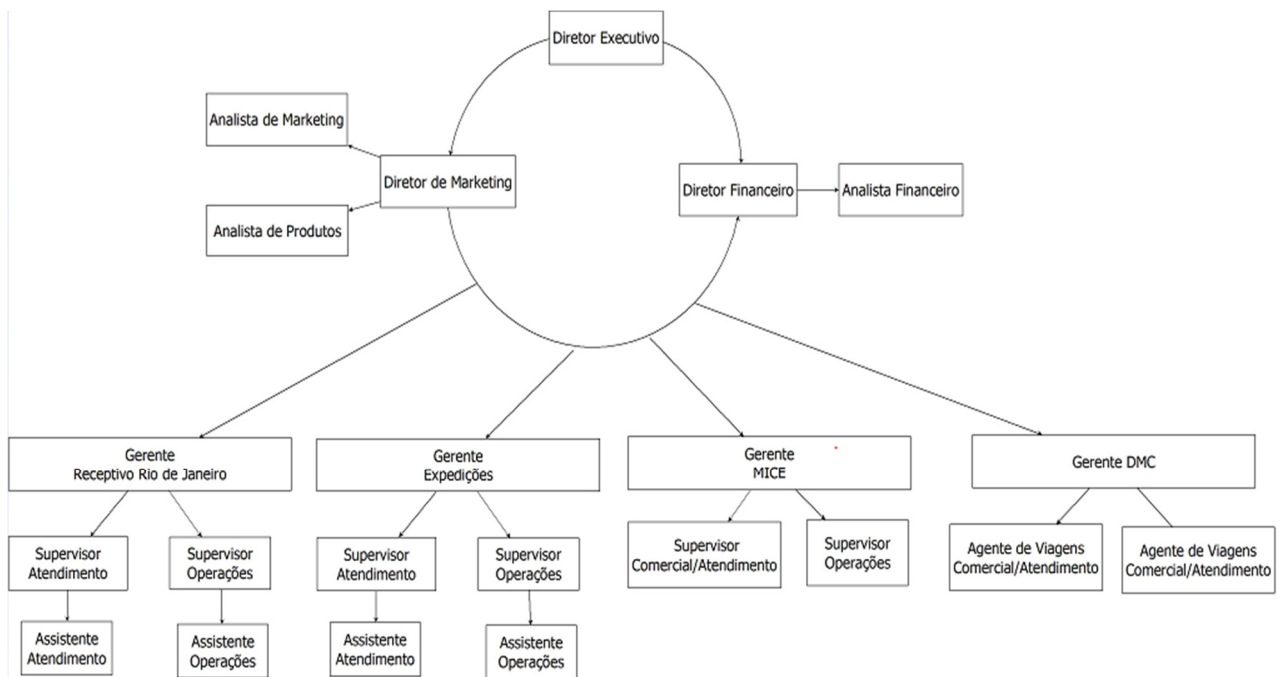 Diretor Executivo
Analista de Marketing
Diretor de Marketing
Diretor Financeiro
Analista Financeiro
Analista de Produtos
Gerente
Receptivo Rio de Janeiro
Gerente
Expedições
Gerente
MICE
Gerente DMC
Supervisor
Atendimento
Supervisor
Operações
Supervisor
Atendimento
Supervisor
Operações
Supervisor
Comercial/Atendimento
Supervisor
Operações
Agente de Viagens
Comercial/Atendimento
Agente de Viagens
Comercial/Atendimento
Assistente
Atendimento
Assistente
Operações
Assistente
Atendimento
Assistente
Operações